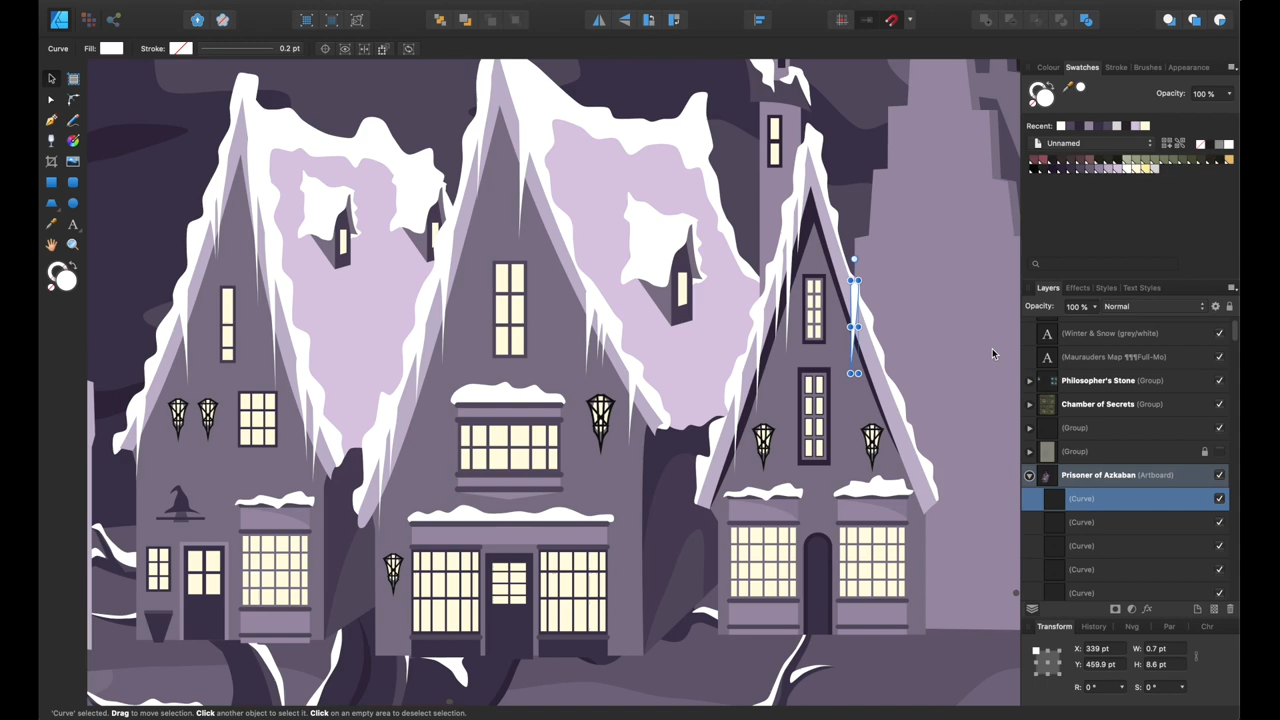 Curve Fill: Stroke: 0.2 pt
Colour Swatches Stroke Brushes Appearance
Opacity: 100 %
Recent:
Unnamed
Layers Effects Styles Text Styles
Opacity: 100 % Normal
A (Winter & Snow (grey/white)
A (Maurauders Map ¶¶¶Full-Mo)
Philosopher's Stone (Group)
Chamber of Secrets (Group)
(Group)
(Group)
Prisoner of Azkaban (Artboard)
(Curve)
(Curve)
(Curve)
(Curve)
(Curve)
Transform History Nvg Par Chr
X: 339 pt W: 0.7 pt
Y: 459.9 pt H: 8.6 pt
R: 0 ° S: 0 °
'Curve' selected. Drag to move selection. Click another object to select it. Click on an empty area to deselect selection.